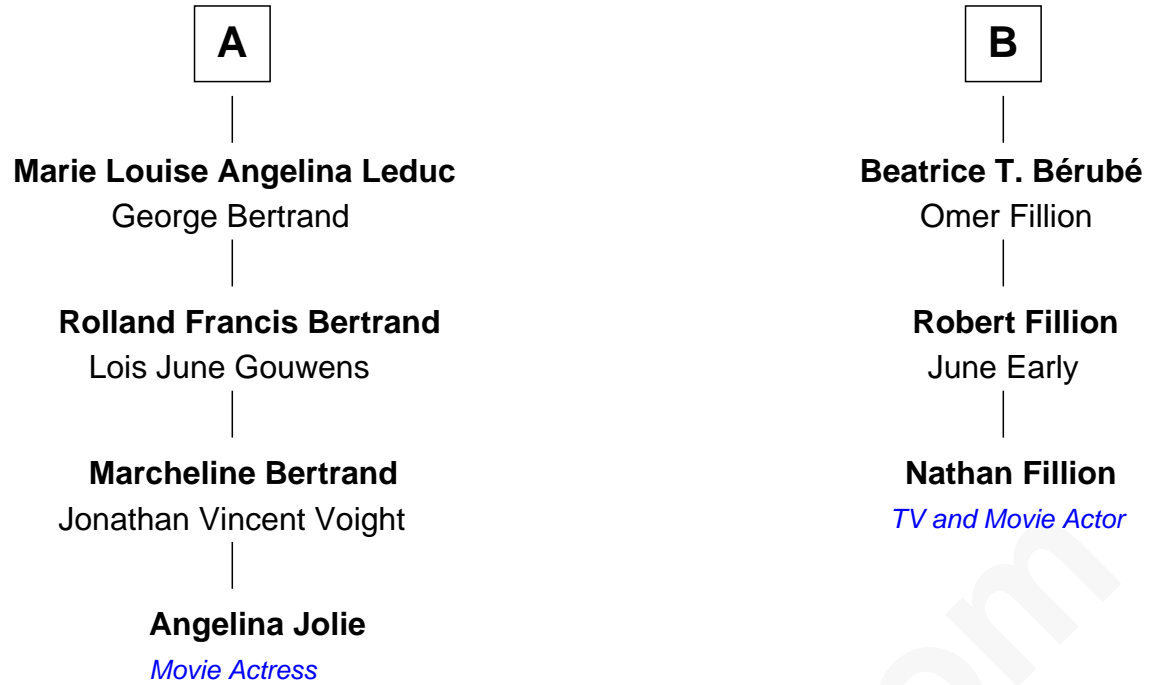 A
Marie Louise Angelina Leduc
George Bertrand
Rolland Francis Bertrand
Lois June Gouwens
Marcheline Bertrand
Jonathan Vincent Voight
Angelina Jolie
Movie Actress
B
Beatrice T. Bérubé
Omer Fillion
Robert Fillion
June Early
Nathan Fillion
TV and Movie Actor
om